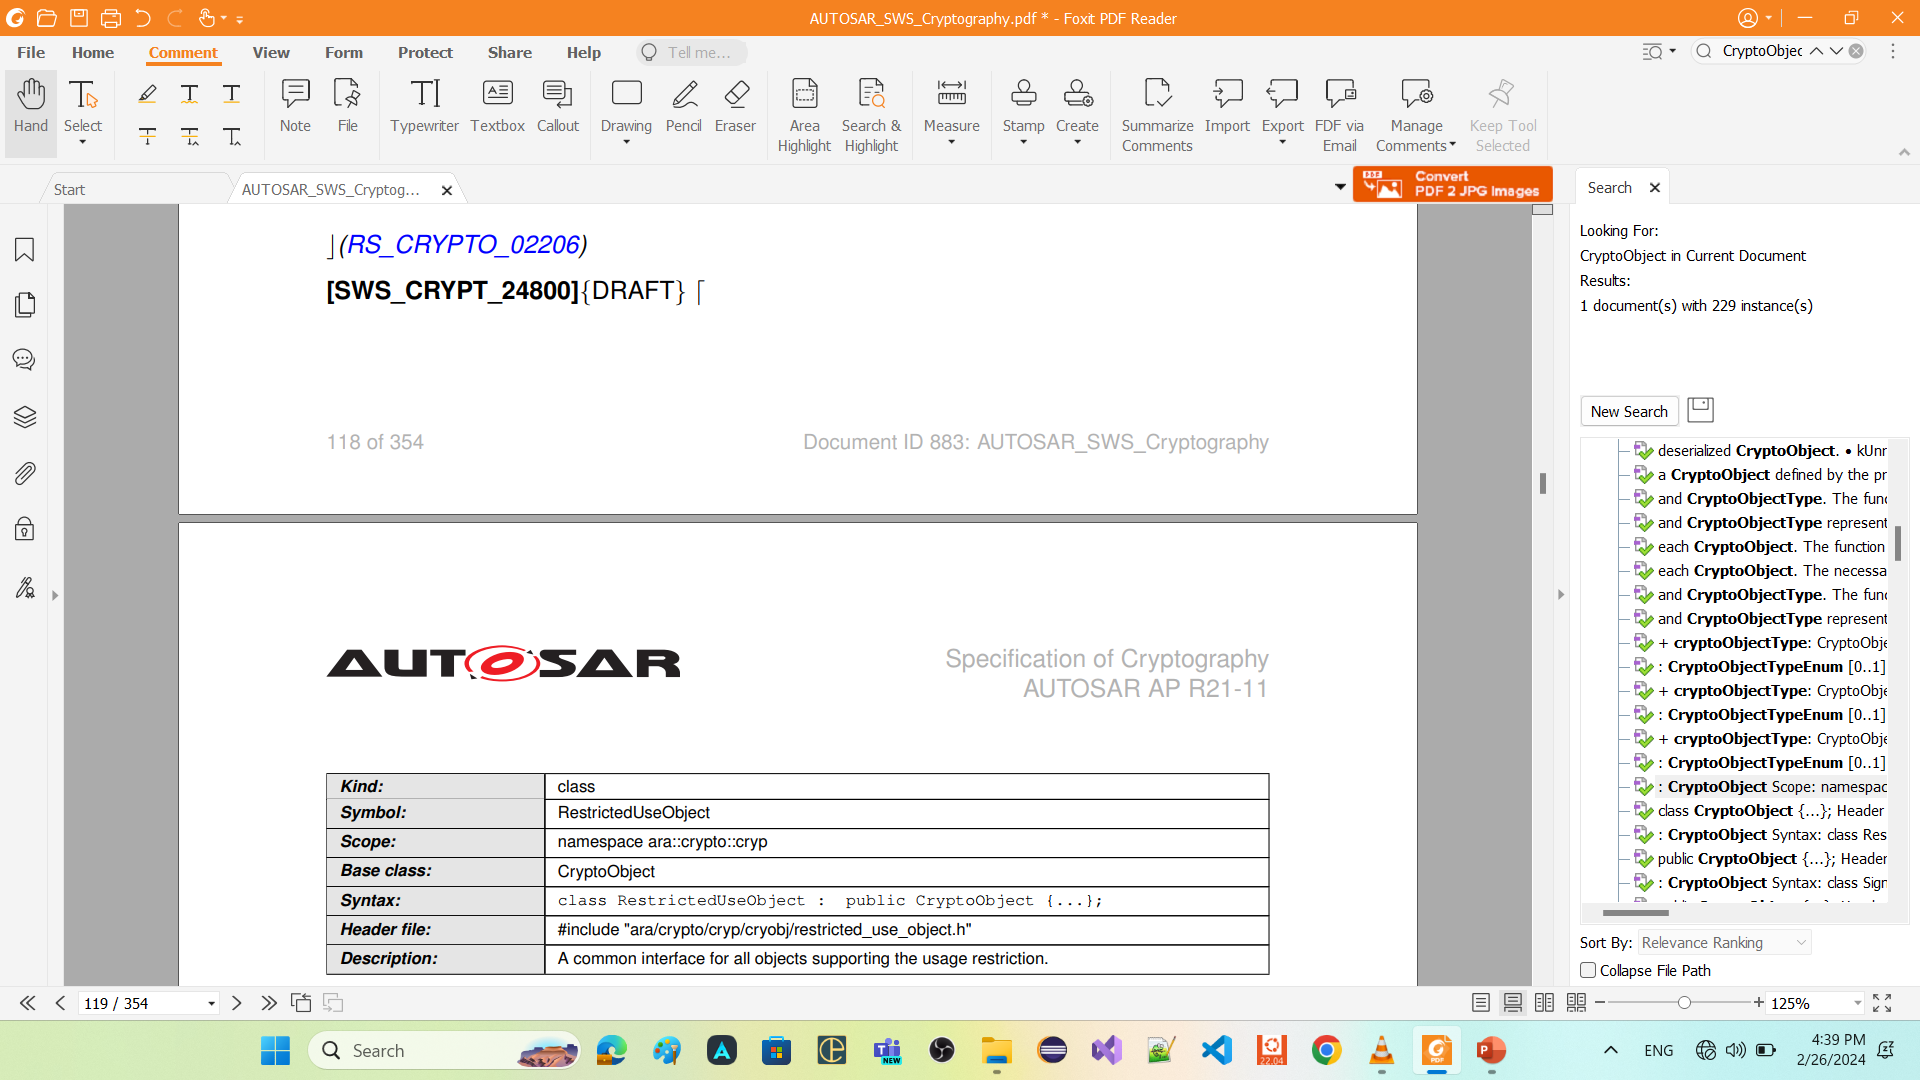 AUTOSAR_SWS_Cryptography.pdf * - Foxit PDF Reader
File Home Comment View Form Protect Share Help Tell me...
CryptoObjec
Hand Select Note File Typewriter Textbox Callout Drawing Pencil Eraser Area Highlight Search & Highlight Measure Stamp Create Summarize Comments Import Export FDF via Email Manage Comments Keep Tool Selected
Start
AUTOSAR_SWS_Cryptog...
PDF Convert
PDF 2 JPG Images
Search
⌋(RS_CRYPTO_02206)
[SWS_CRYPT_24800]{DRAFT} ⌈
118 of 354 Document ID 883: AUTOSAR_SWS_Cryptography
AUTOSAR
Specification of Cryptography
AUTOSAR AP R21-11
Kind: class
Symbol: RestrictedUseObject
Scope: namespace ara::crypto::cryp
Base class: CryptoObject
Syntax: class RestrictedUseObject : public CryptoObject {...};
Header file: #include "ara/crypto/cryp/cryobj/restricted_use_object.h"
Description: A common interface for all objects supporting the usage restriction.
Looking For:
CryptoObject in Current Document
Results:
1 document(s) with 229 instance(s)
New Search
deserialized CryptoObject. • kUnr
a CryptoObject defined by the pr
and CryptoObjectType. The func
and CryptoObjectType represent
each CryptoObject. The function
each CryptoObject. The necessa
and CryptoObjectType. The func
and CryptoObjectType represent
+ cryptoObjectType: CryptoObje
: CryptoObjectTypeEnum [0..1]
+ cryptoObjectType: CryptoObje
: CryptoObjectTypeEnum [0..1]
+ cryptoObjectType: CryptoObje
: CryptoObjectTypeEnum [0..1]
: CryptoObject Scope: namespac
class CryptoObject {...}; Header
: CryptoObject Syntax: class Res
public CryptoObject {...}; Header
: CryptoObject Syntax: class Sign
Sort By: Relevance Ranking
Collapse File Path
119 / 354
125%
Search
NEW
22.04
PDF
ENG
4:39 PM
2/26/2024